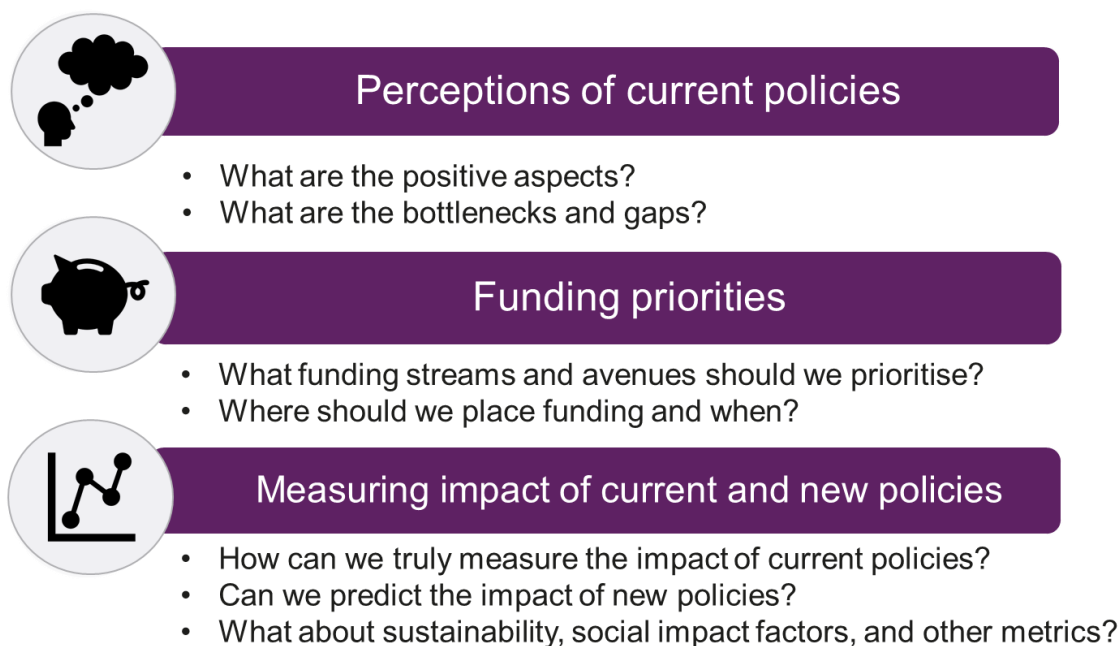 Perceptions of current policies
• What are the positive aspects?
• What are the bottlenecks and gaps?
Funding priorities
• What funding streams and avenues should we prioritise?
• Where should we place funding and when?
Measuring impact of current and new policies
• How can we truly measure the impact of current policies?
• Can we predict the impact of new policies?
• What about sustainability, social impact factors, and other metrics?